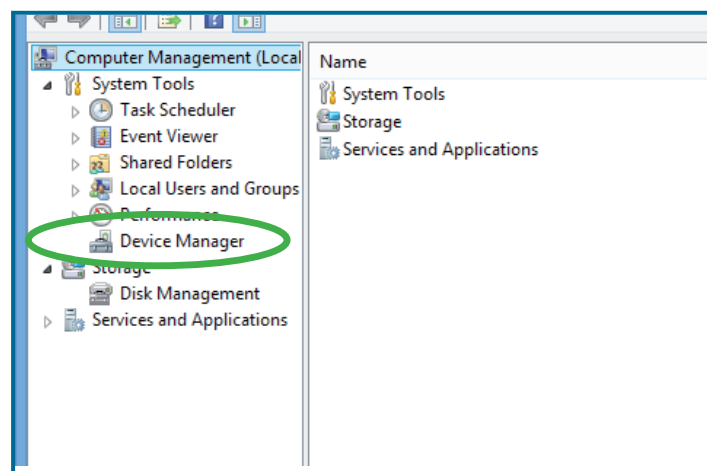 Computer Management (Local
System Tools
Task Scheduler
Event Viewer
Shared Folders
Local Users and Groups
Performance
Device Manager
Storage
Disk Management
Services and Applications
Name
System Tools
Storage
Services and Applications